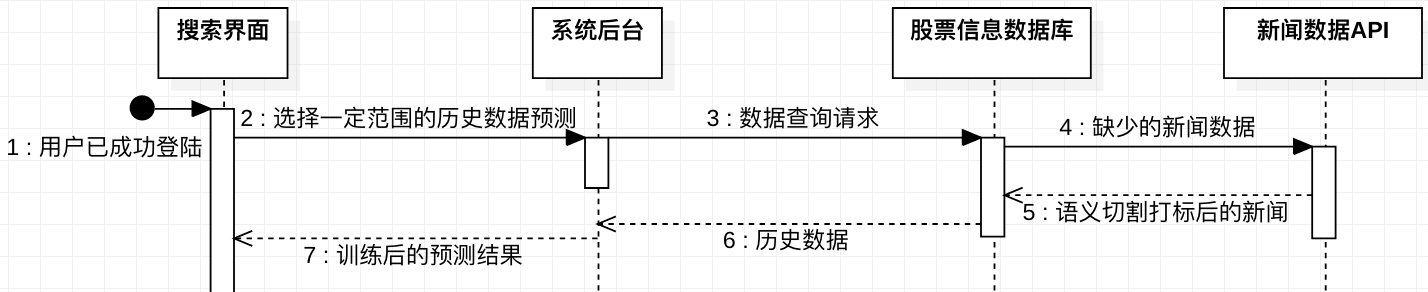 搜索界面
系统后台
股票信息数据库
新闻数据API
1 : 用户已成功登陆
2 : 选择一定范围的历史数据预测
3 : 数据查询请求
4 : 缺少的新闻数据
5 : 语义切割打标后的新闻
6 : 历史数据
7 : 训练后的预测结果